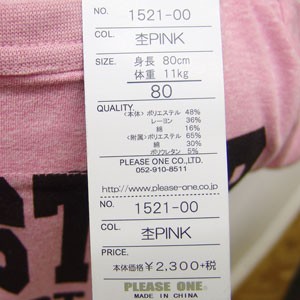 NO. 1521-00
COL. 杢PINK
SIZE. 身長 80cm
体重 11kg
80
QUALITY.
<本体>ポリエステル 48%
レーヨン 36%
綿 16%
<附属>ポリエステル 65%
綿 30%
ポリウレタン 5%
PLEASE ONE CO.,LTD.
052-910-8511
http://www.please-one.co.jp
NO. 1521-00
COL. 杢PINK
PRICE.
本体価格 ¥2,300+税
PLEASE ONE.
MADE IN CHINA